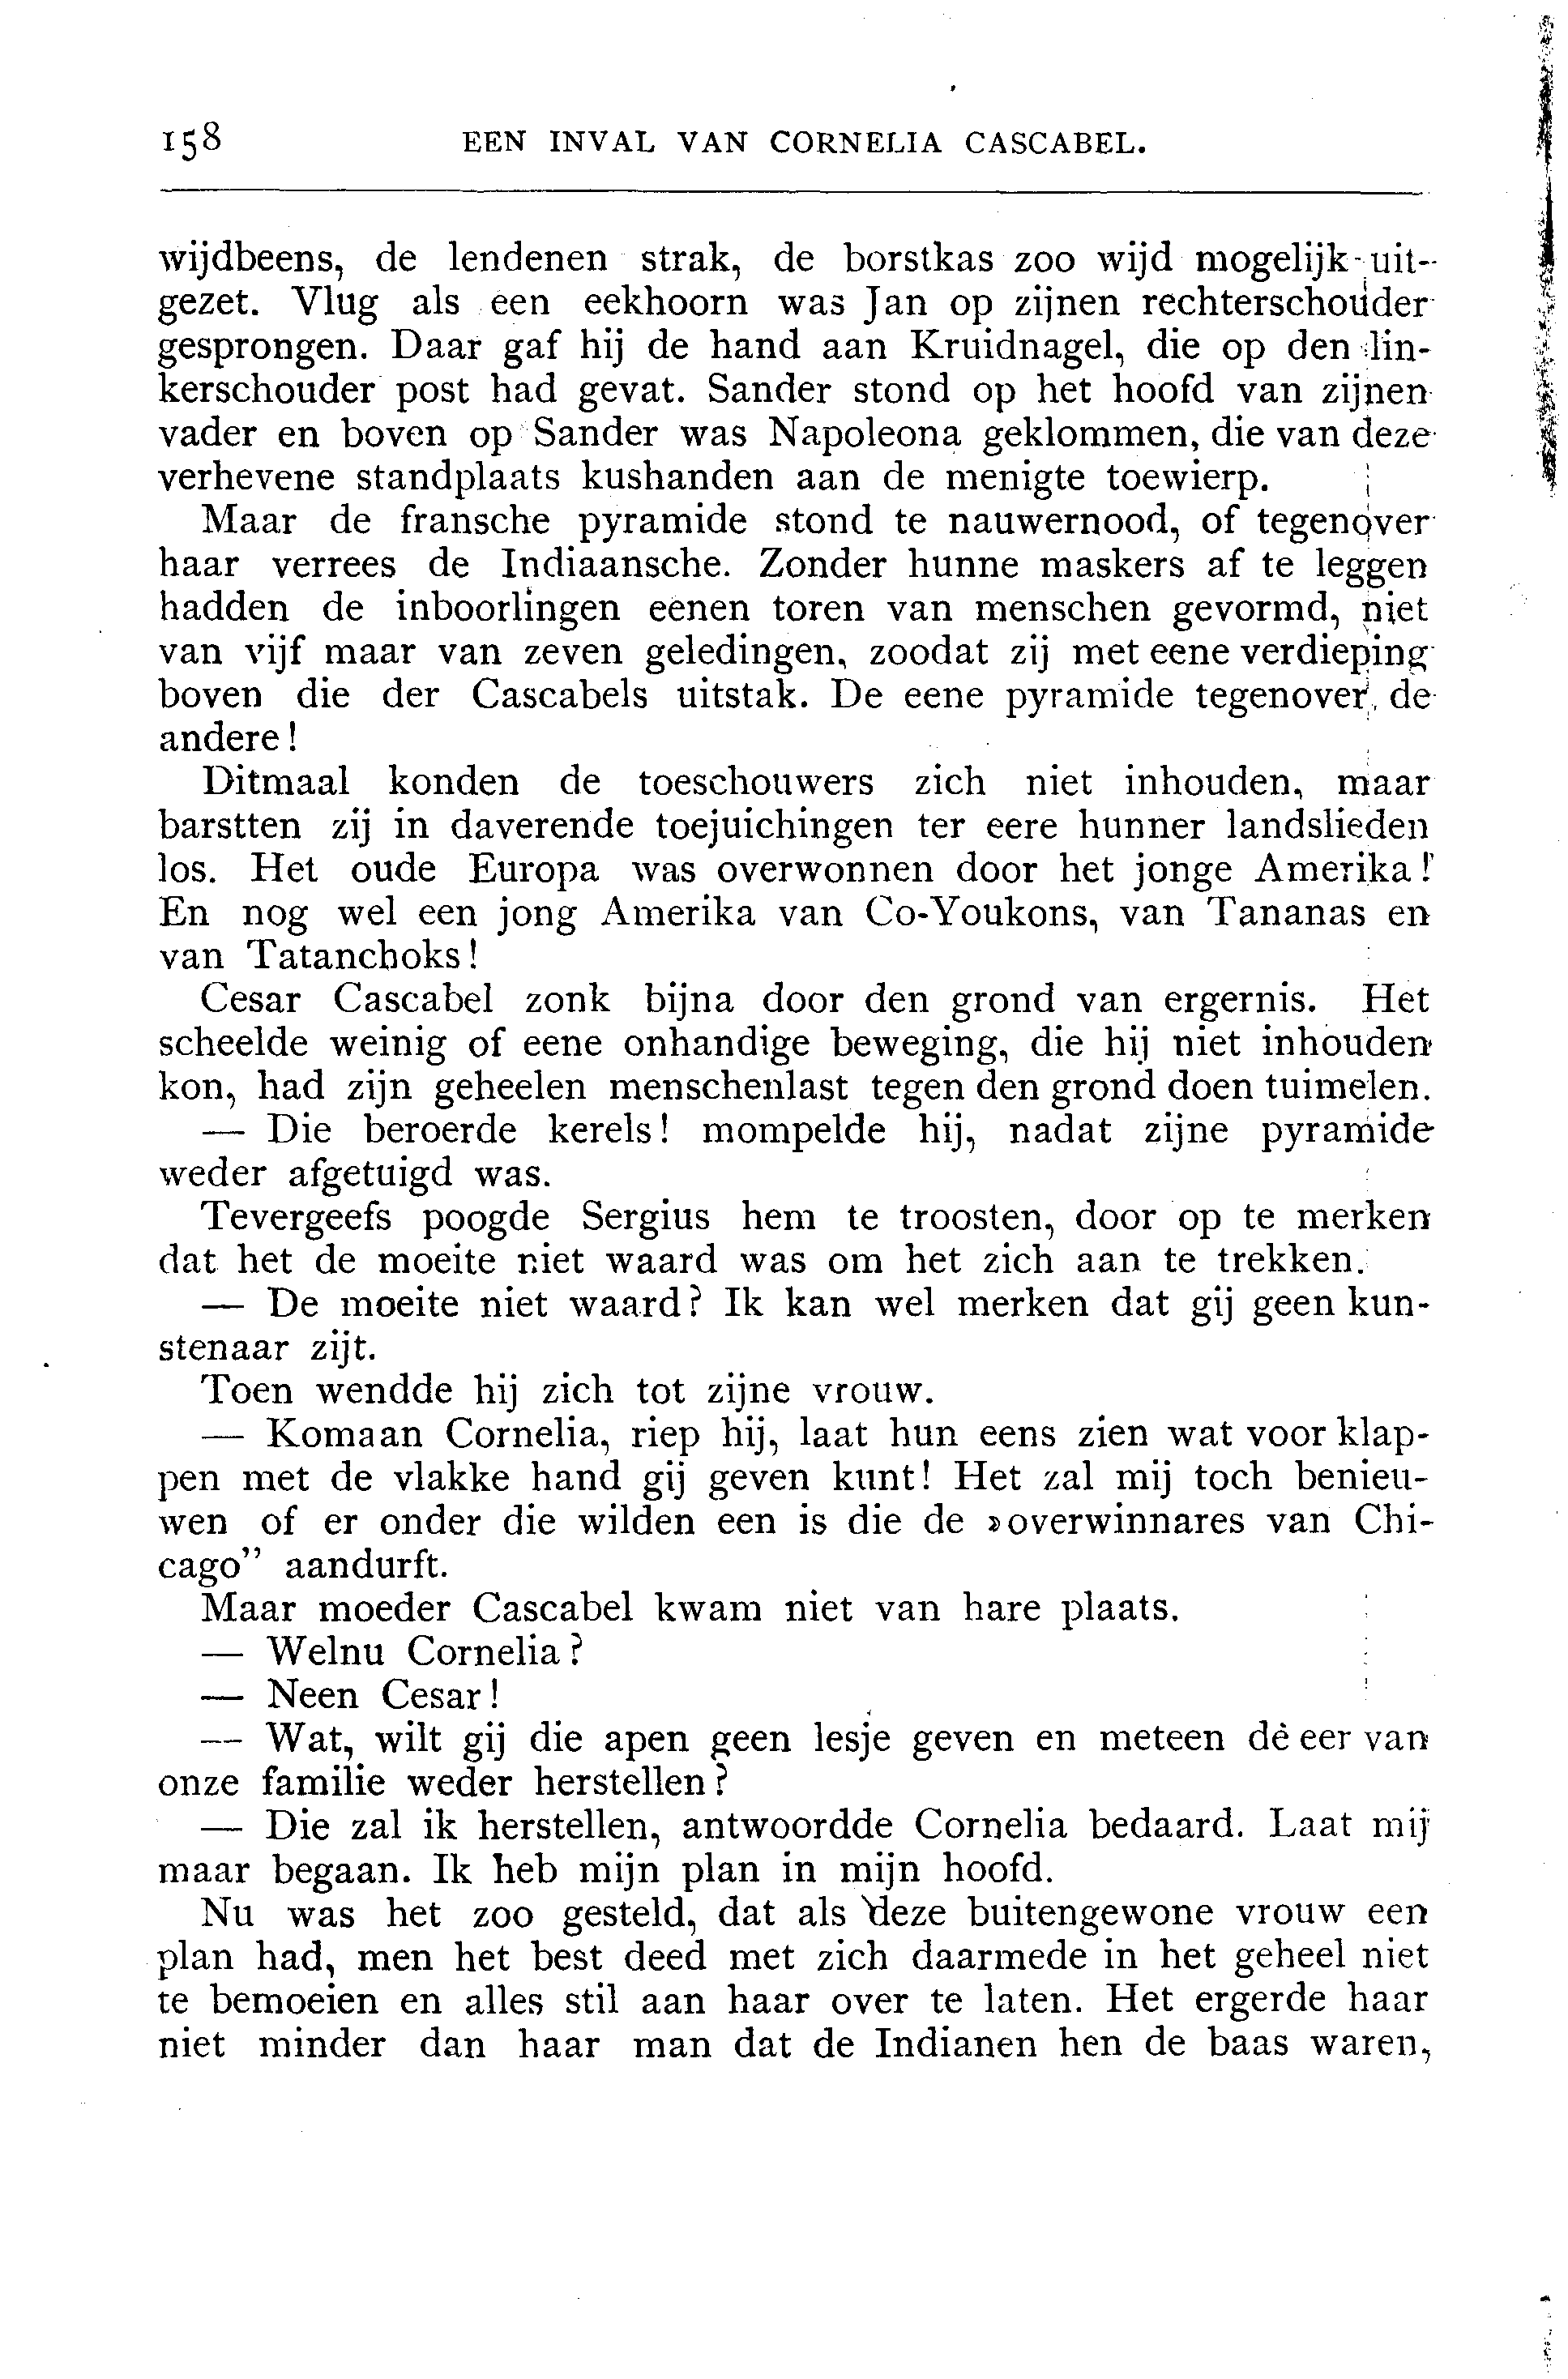 158 EEN INVAL VAN CORNELIA CASCABEL.
wijdbeens, de lendenen strak, de borstkas zoo wijd mogelijk uit-
gezet. Vlug als een eekhoorn was Jan op zijnen rechterschouder
gesprongen. Daar gaf hij de hand aan Kruidnagel, die op den lin-
kerschouder post had gevat. Sander stond op het hoofd van zijnen
vader en boven op Sander was Napoleona geklommen, die van deze
verhevene standplaats kushanden aan de menigte toewierp.
Maar de fransche pyramide stond te nauwernood, of tegenover
haar verrees de Indiaansche. Zonder hunne maskers af te leggen
hadden de inboorlingen eenen toren van menschen gevormd, niet
van vijf maar van zeven geledingen, zoodat zij met eene verdieping
boven die der Cascabels uitstak. De eene pyramide tegenover de
andere!
Ditmaal konden de toeschouwers zich niet inhouden, maar
barstten zij in daverende toejuichingen ter eere hunner landslieden
los. Het oude Europa was overwonnen door het jonge Amerika!
En nog wel een jong Amerika van Co-Youkons, van Tananas en
van Tatanchoks!
Cesar Cascabel zonk bijna door den grond van ergernis. Het
scheelde weinig of eene onhandige beweging, die hij niet inhouden
kon, had zijn geheelen menschenlast tegen den grond doen tuimelen.
— Die beroerde kerels! mompelde hij, nadat zijne pyramide
weder afgetuigd was.
Tevergeefs poogde Sergius hem te troosten, door op te merken
dat het de moeite niet waard was om het zich aan te trekken.
— De moeite niet waard? Ik kan wel merken dat gij geen kun-
stenaar zijt.
Toen wendde hij zich tot zijne vrouw.
— Komaan Cornelia, riep hij, laat hun eens zien wat voor klap-
pen met de vlakke hand gij geven kunt! Het zal mij toch benieu-
wen of er onder die wilden een is die de »overwinnares van Chi-
cago” aandurft.
Maar moeder Cascabel kwam niet van hare plaats.
— Welnu Cornelia?
— Neen Cesar!
— Wat, wilt gij die apen geen lesje geven en meteen de eer van
onze familie weder herstellen?
— Die zal ik herstellen, antwoordde Cornelia bedaard. Laat mij
maar begaan. Ik heb mijn plan in mijn hoofd.
Nu was het zoo gesteld, dat als deze buitengewone vrouw een
plan had, men het best deed met zich daarmede in het geheel niet
te bemoeien en alles stil aan haar over te laten. Het ergerde haar
niet minder dan haar man dat de Indianen hen de baas waren,